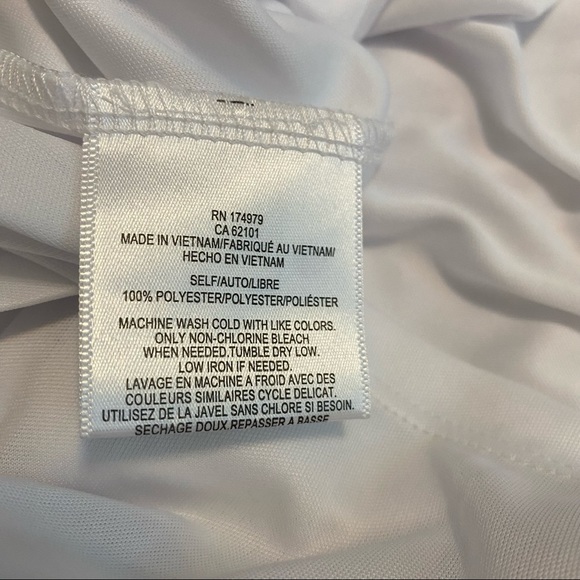 RN 174979
CA 62101
MADE IN VIETNAM/FABRIQUÉ AU VIETNAM/
HECHO EN VIETNAM
SELF/AUTO/LIBRE
100% POLYESTER/POLYESTER/POLIÉSTER
MACHINE WASH COLD WITH LIKE COLORS.
ONLY NON-CHLORINE BLEACH
WHEN NEEDED.TUMBLE DRY LOW.
LOW IRON IF NEEDED.
LAVAGE EN MACHINE A FROID AVEC DES
COULEURS SIMILAIRES CYCLE DELICAT.
UTILISEZ DE LA JAVEL SANS CHLORE SI BESOIN.
SECHAGE DOUX.REPASSER A BASSE